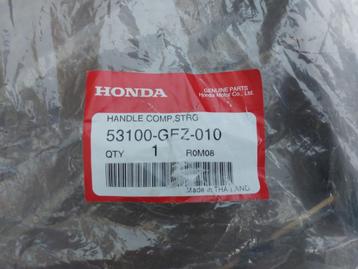 HONDA
GENUINE PARTS
Honda Motor Co., Ltd.
HANDLE COMP,STRG
53100-GFZ-010
QTY 1 R0M08
Made in THAILAND